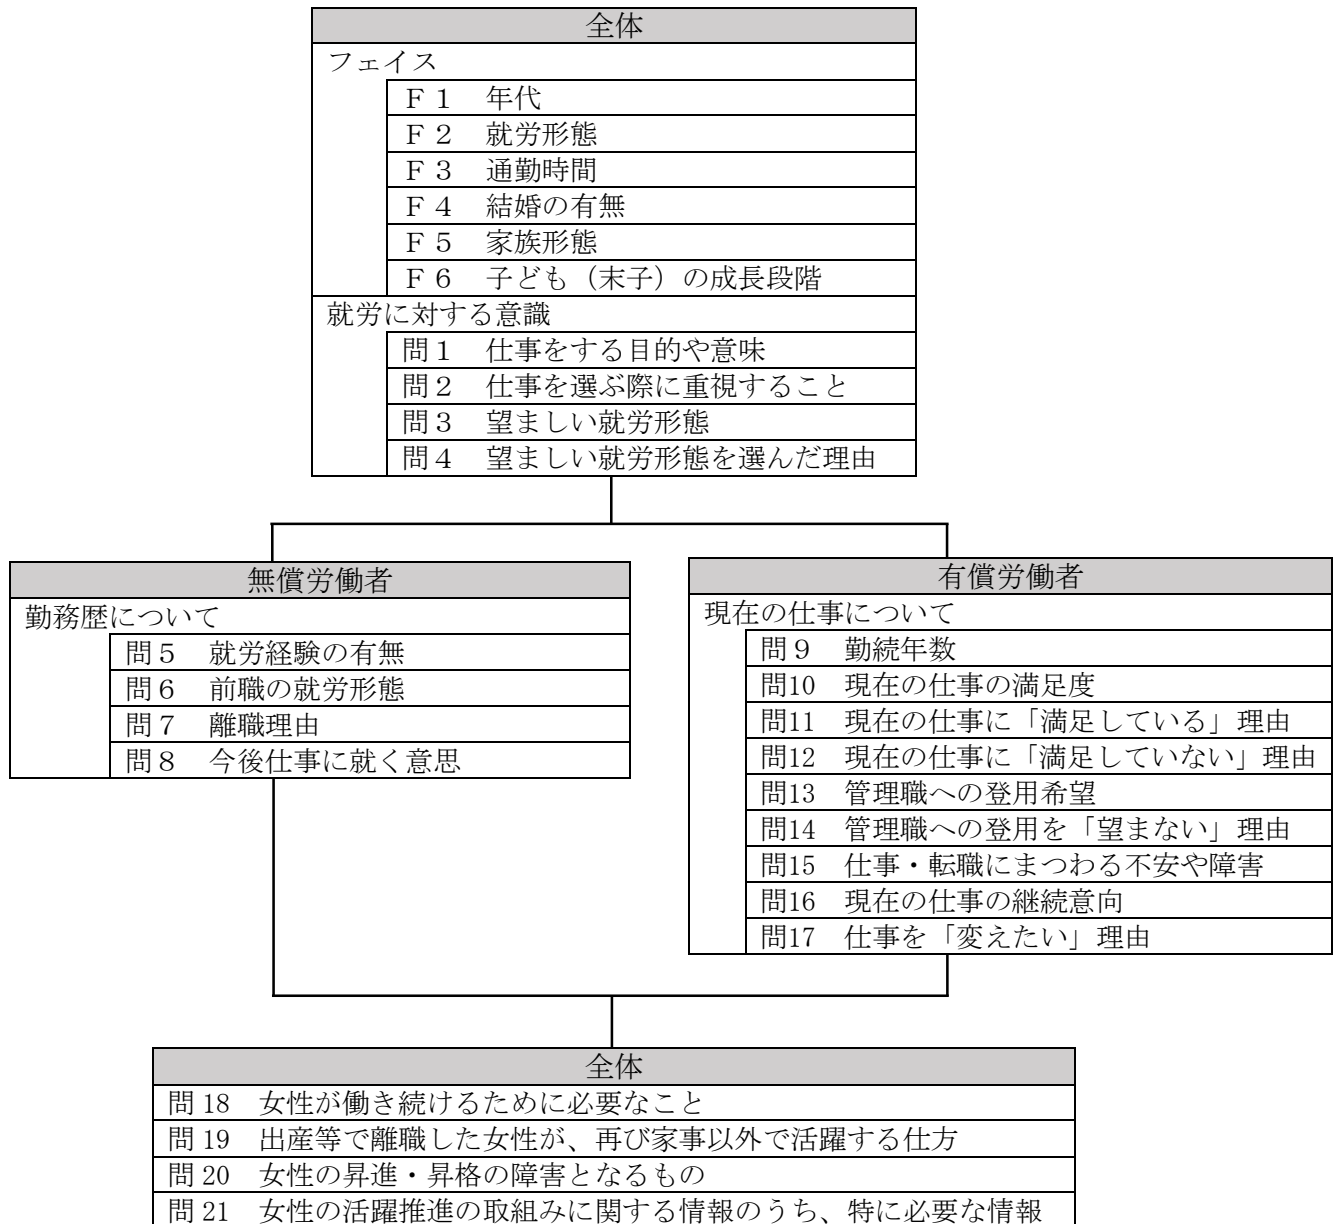 全体
フェイス
Ｆ１　年代
Ｆ２　就労形態
Ｆ３　通勤時間
Ｆ４　結婚の有無
Ｆ５　家族形態
Ｆ６　子ども（末子）の成長段階
就労に対する意識
問１　仕事をする目的や意味
問２　仕事を選ぶ際に重視すること
問３　望ましい就労形態
問４　望ましい就労形態を選んだ理由
無償労働者
勤務歴について
問５　就労経験の有無
問６　前職の就労形態
問７　離職理由
問８　今後仕事に就く意思
有償労働者
現在の仕事について
問９　勤続年数
問10　現在の仕事の満足度
問11　現在の仕事に「満足している」理由
問12　現在の仕事に「満足していない」理由
問13　管理職への登用希望
問14　管理職への登用を「望まない」理由
問15　仕事・転職にまつわる不安や障害
問16　現在の仕事の継続意向
問17　仕事を「変えたい」理由
全体
問 18　女性が働き続けるために必要なこと
問 19　出産等で離職した女性が、再び家事以外で活躍する仕方
問 20　女性の昇進・昇格の障害となるもの
問 21　女性の活躍推進の取組みに関する情報のうち、特に必要な情報